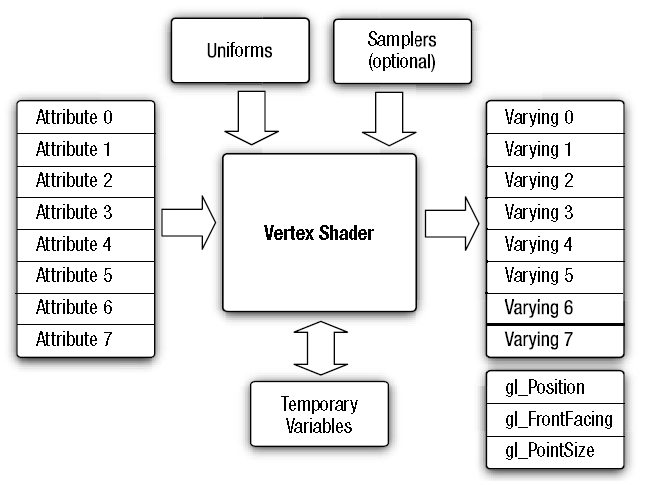 Uniforms
Samplers
(optional)
Attribute 0
Attribute 1
Attribute 2
Attribute 3
Attribute 4
Attribute 5
Attribute 6
Attribute 7
Vertex Shader
Temporary
Variables
Varying 0
Varying 1
Varying 2
Varying 3
Varying 4
Varying 5
Varying 6
Varying 7
gl_Position
gl_FrontFacing
gl_PointSize